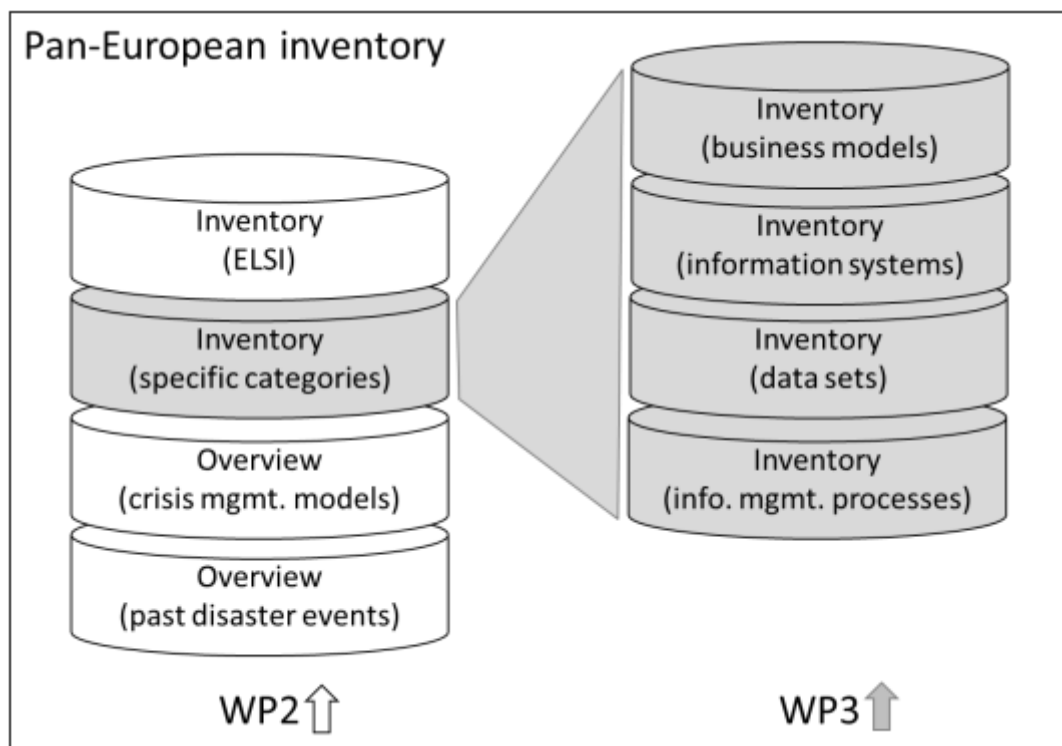 Pan-European inventory
Inventory
(ELSI)
Inventory
(specific categories)
Overview
(crisis mgmt. models)
Overview
(past disaster events)
WP2
Inventory
(business models)
Inventory
(information systems)
Inventory
(data sets)
Inventory
(info. mgmt. processes)
WP3